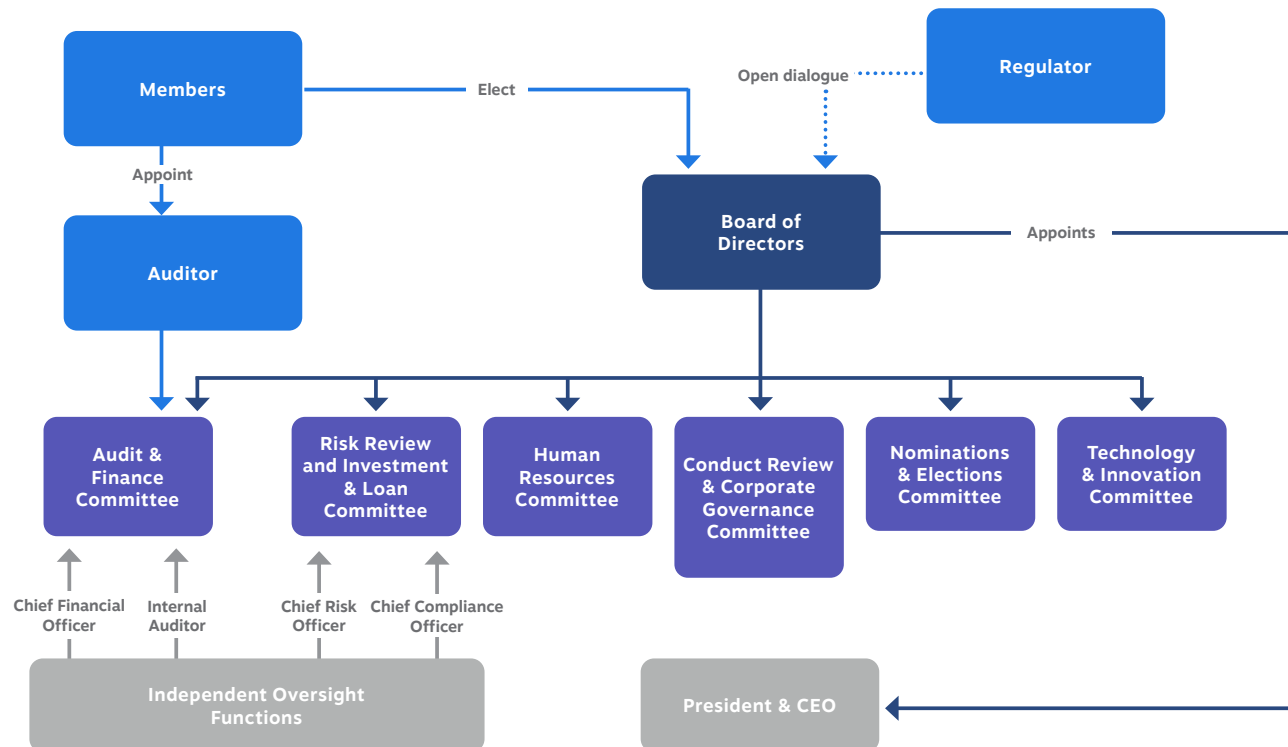 Members
Regulator
Elect
Open dialogue
Appoint
Board of
Directors
Appoints
Auditor
Audit &
Finance
Committee
Risk Review
and Investment
& Loan
Committee
Human
Resources
Committee
Conduct Review
& Corporate
Governance
Committee
Nominations
& Elections
Committee
Technology
& Innovation
Committee
Chief Financial
Officer
Internal
Auditor
Chief Risk
Officer
Chief Compliance
Officer
Independent Oversight
Functions
President & CEO